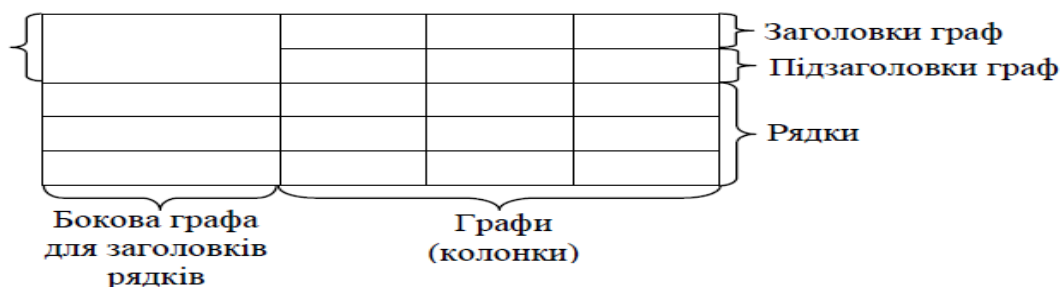 Заголовки граф
Підзаголовки граф
Рядки
Бокова графа
для заголовків
рядків
Графи
(колонки)